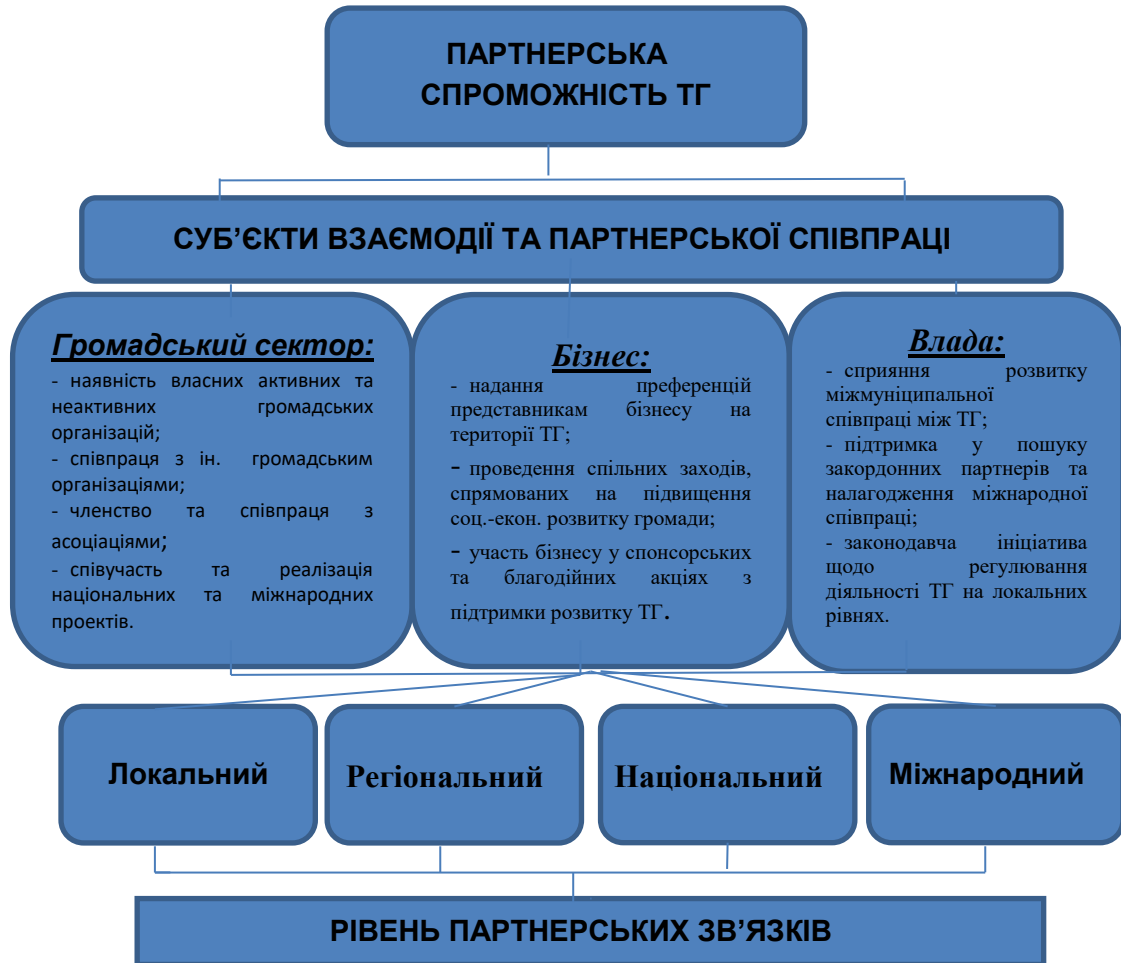 ПАРТНЕРСЬКА
СПРОМОЖНІСТЬ ТГ
СУБ’ЄКТИ ВЗАЄМОДІЇ ТА ПАРТНЕРСЬКОЇ СПІВПРАЦІ
Громадський сектор:
- наявність власних активних та
неактивних громадських
організацій;
- співпраця з ін. громадським
організаціями;
- членство та співпраця з
асоціаціями;
- співучасть та реалізація
національних та міжнародних
проектів.
Бізнес:
- надання преференцій
представникам бізнесу на
території ТГ;
- проведення спільних заходів,
спрямованих на підвищення
соц.-екон. розвитку громади;
- участь бізнесу у спонсорських
та благодійних акціях з
підтримки розвитку ТГ.
Влада:
- сприяння розвитку
міжмуніципальної
співпраці між ТГ;
- підтримка у пошуку
закордонних партнерів та
налагодження міжнародної
співпраці;
- законодавча ініціатива
щодо регулювання
діяльності ТГ на локальних
рівнях.
Локальний
Регіональний
Національний
Міжнародний
РІВЕНЬ ПАРТНЕРСЬКИХ ЗВ’ЯЗКІВ